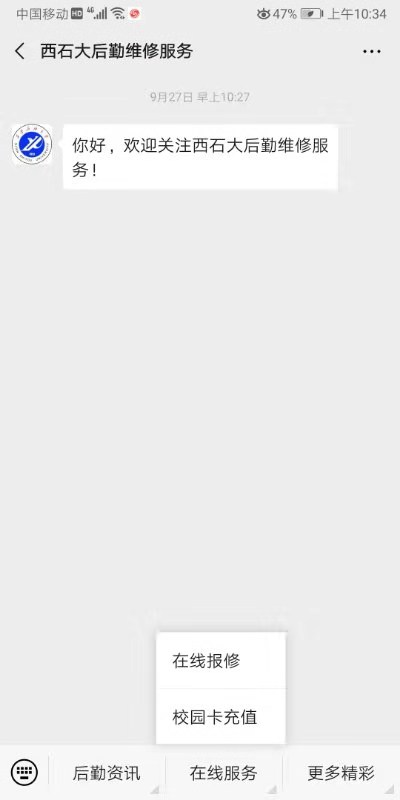 中国移动 HD 4G 47% 上午10:34
西石大后勤维修服务
9月27日 早上10:27
你好，欢迎关注西石大后勤维修服
务！
在线报修
校园卡充值
后勤资讯 在线服务 更多精彩